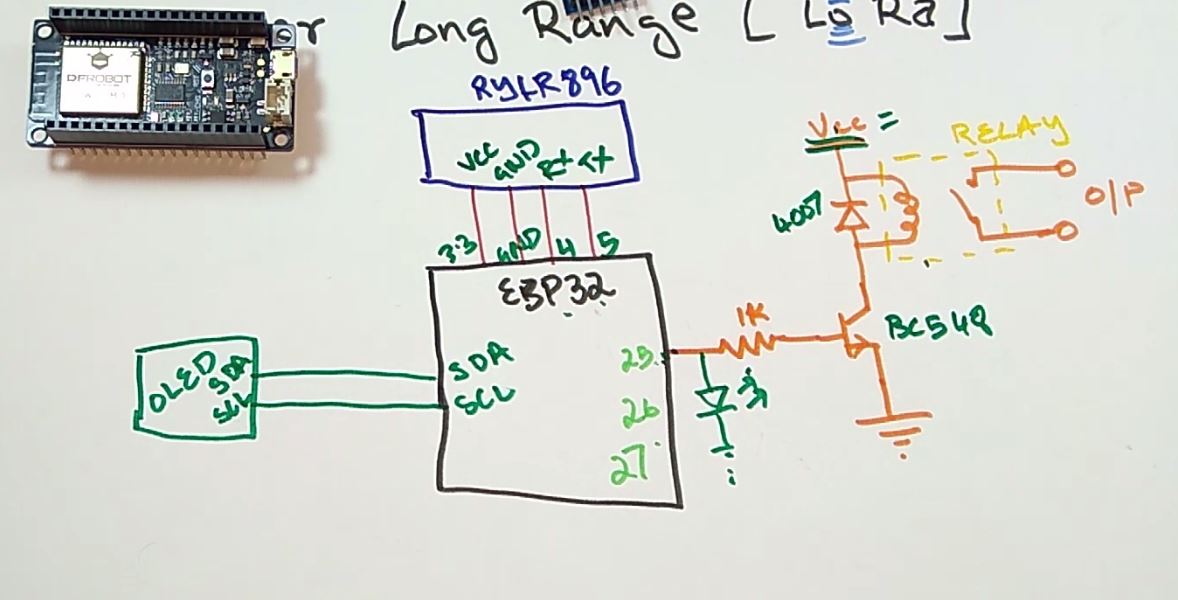 Long Range [LoRa]
DFROBOT
RYLR896
VCC GND RX TX
3.3 GND 4 5
ESP32
OLED
SDA
SCL
SDA
SCL
25
26
27
1K
BC548
4007
Vcc =
RELAY
O/P